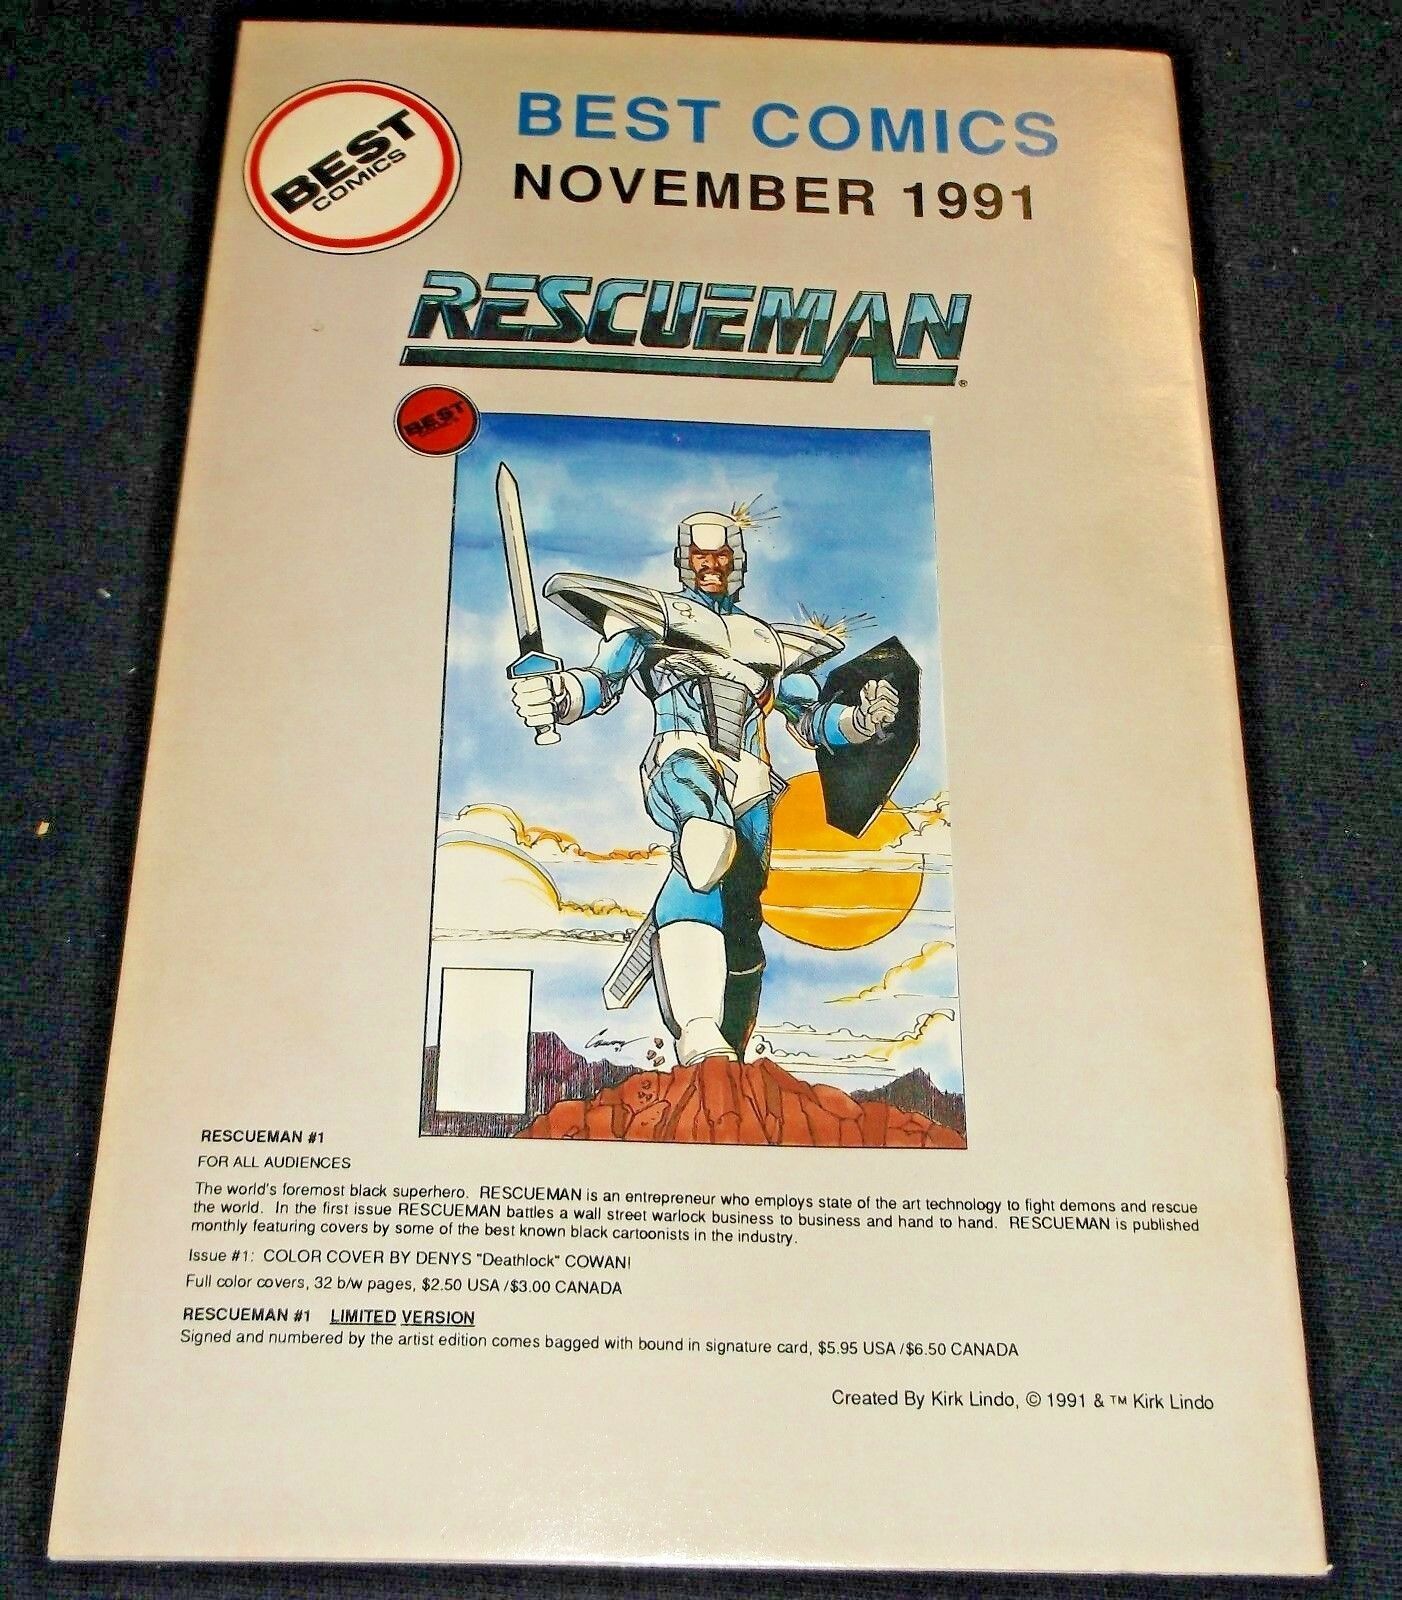 BEST
COMICS
BEST COMICS
NOVEMBER 1991
RESCUEMAN®
BEST
COMICS
Cowan 91
RESCUEMAN #1
FOR ALL AUDIENCES
The world's foremost black superhero. RESCUEMAN is an entrepreneur who employs state of the art technology to fight demons and rescue
the world. In the first issue RESCUEMAN battles a wall street warlock business to business and hand to hand. RESCUEMAN is published
monthly featuring covers by some of the best known black cartoonists in the industry.
Issue #1: COLOR COVER BY DENYS "Deathlock" COWAN!
Full color covers, 32 b/w pages, $2.50 USA /$3.00 CANADA
RESCUEMAN #1 LIMITED VERSION
Signed and numbered by the artist edition comes bagged with bound in signature card, $5.95 USA /$6.50 CANADA
Created By Kirk Lindo, © 1991 & ™ Kirk Lindo